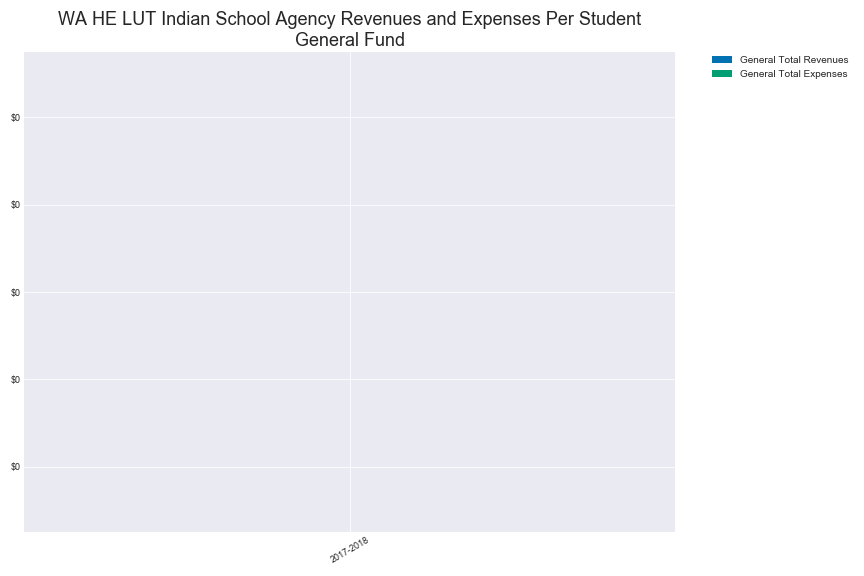 WA HE LUT Indian School Agency Revenues and Expenses Per Student
General Fund
General Total Revenues
General Total Expenses
$0
$0
$0
$0
$0
2017-2018